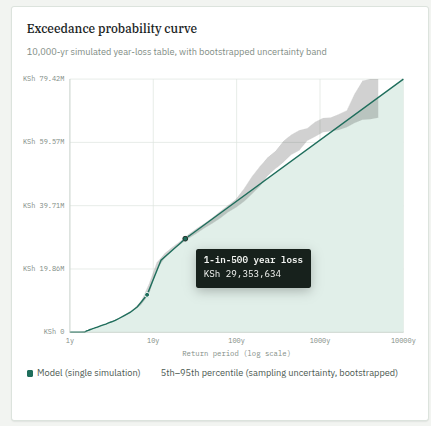 Exceedance probability curve
10,000-yr simulated year-loss table, with bootstrapped uncertainty band
KSh 79.42M
KSh 59.57M
KSh 39.71M
KSh 19.86M
KSh 0
1-in-500 year loss
KSh 29,353,634
1y 10y 100y 1000y 10000y
Return period (log scale)
Model (single simulation) 5th–95th percentile (sampling uncertainty, bootstrapped)